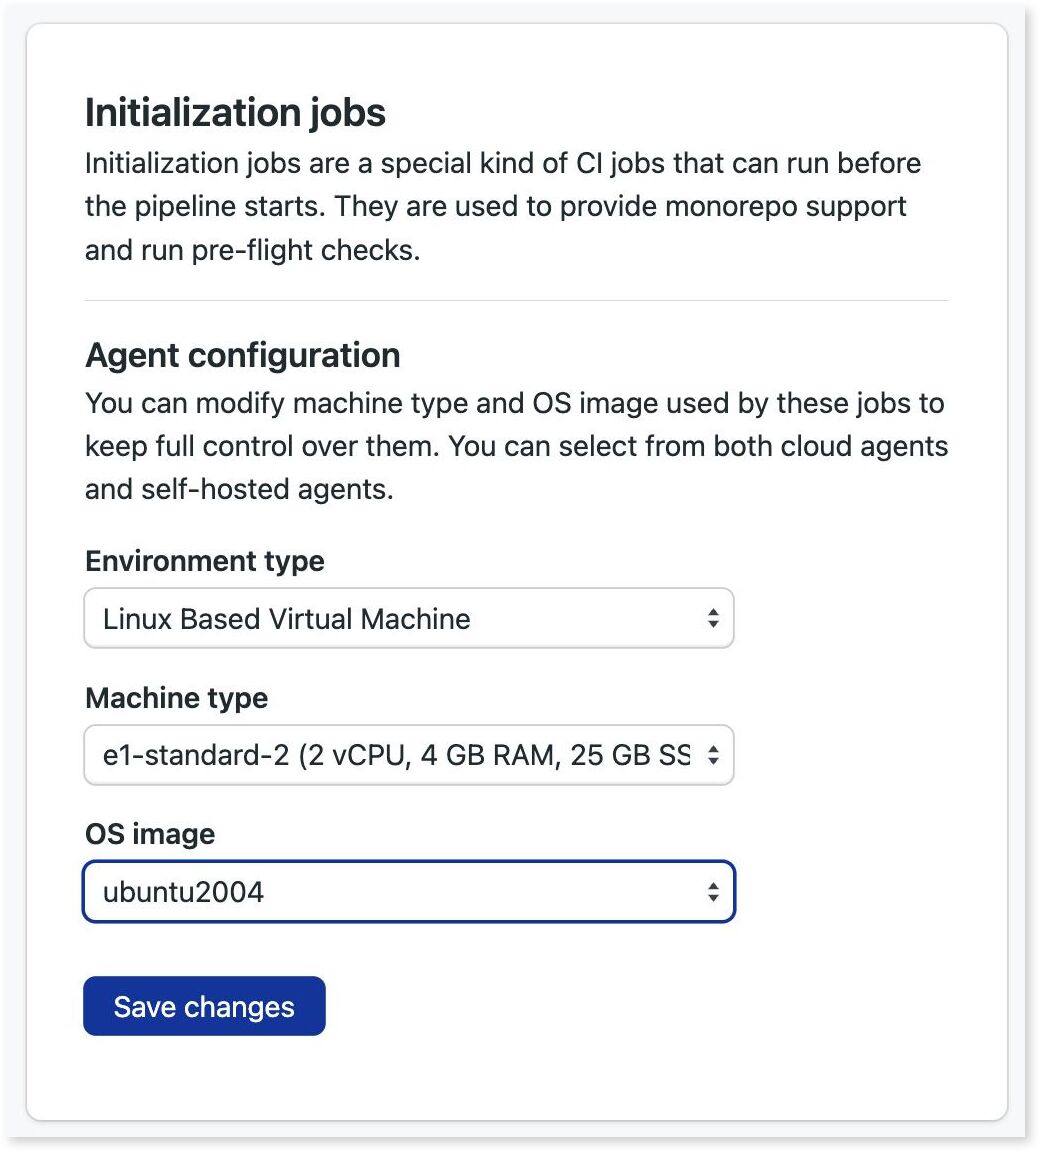 Initialization jobs
Initialization jobs are a special kind of CI jobs that can run before
the pipeline starts. They are used to provide monorepo support
and run pre-flight checks.
Agent configuration
You can modify machine type and OS image used by these jobs to
keep full control over them. You can select from both cloud agents
and self-hosted agents.
Environment type
Linux Based Virtual Machine
Machine type
e1-standard-2 (2 vCPU, 4 GB RAM, 25 GB SS
OS image
ubuntu2004
Save changes